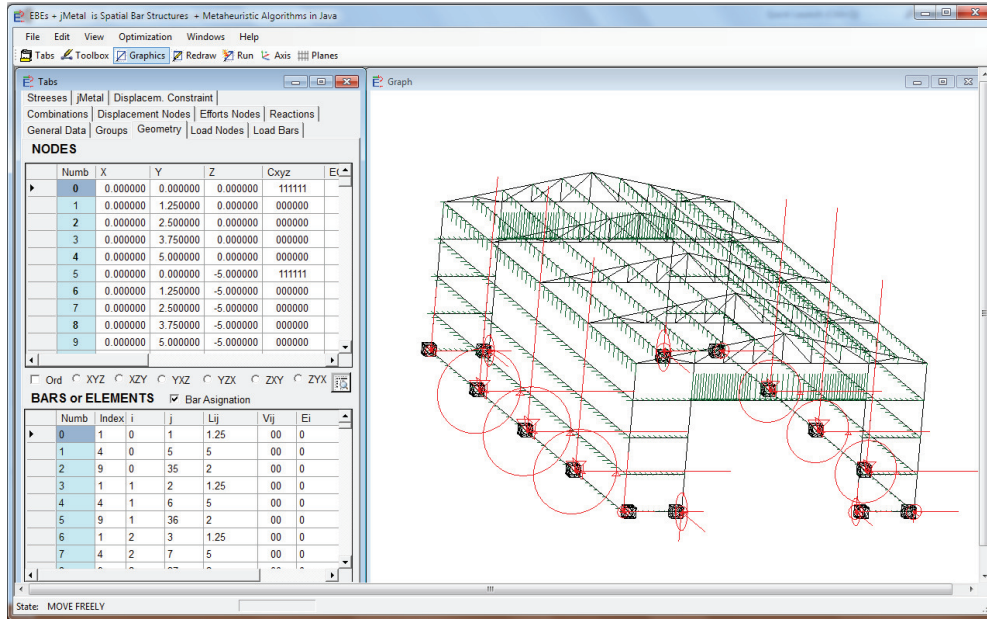 EBEs + jMetal is Spatial Bar Structures + Metaheuristic Algorithms in Java
File Edit View Optimization Windows Help
Tabs Toolbox Graphics Redraw Run Axis Planes
Tabs
Graph
Streeses jMetal Displacem. Constraint
Combinations Displacement Nodes Efforts Nodes Reactions
General Data Groups Geometry Load Nodes Load Bars
NODES
Numb X Y Z Cxyz
0 0.000000 0.000000 0.000000 111111
1 0.000000 1.250000 0.000000 000000
2 0.000000 2.500000 0.000000 000000
3 0.000000 3.750000 0.000000 000000
4 0.000000 5.000000 0.000000 000000
5 0.000000 0.000000 -5.000000 111111
6 0.000000 1.250000 -5.000000 000000
7 0.000000 2.500000 -5.000000 000000
8 0.000000 3.750000 -5.000000 000000
9 0.000000 5.000000 -5.000000 000000
Ord XYZ XZY YXZ YZX ZXY ZYX
BARS or ELEMENTS Bar Asignation
Numb Index i j Lij Vij Ei
0 1 0 1 1.25 00 0
1 4 0 5 5 00 0
2 9 0 35 2 00 0
3 1 1 2 1.25 00 0
4 4 1 6 5 00 0
5 9 1 36 2 00 0
6 1 2 3 1.25 00 0
7 4 2 7 5 00 0
State: MOVE FREELY